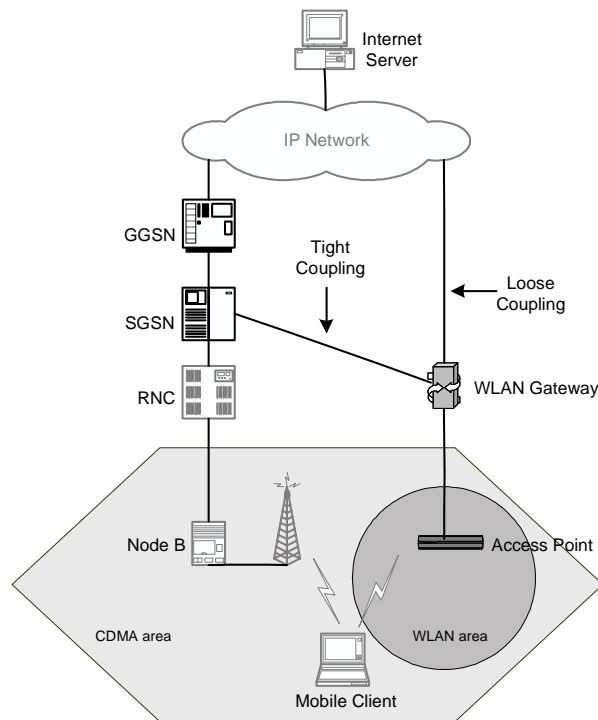 Internet
Server
IP Network
GGSN
Tight
Coupling
Loose
Coupling
SGSN
RNC
WLAN Gateway
Node B
Access Point
CDMA area
WLAN area
Mobile Client